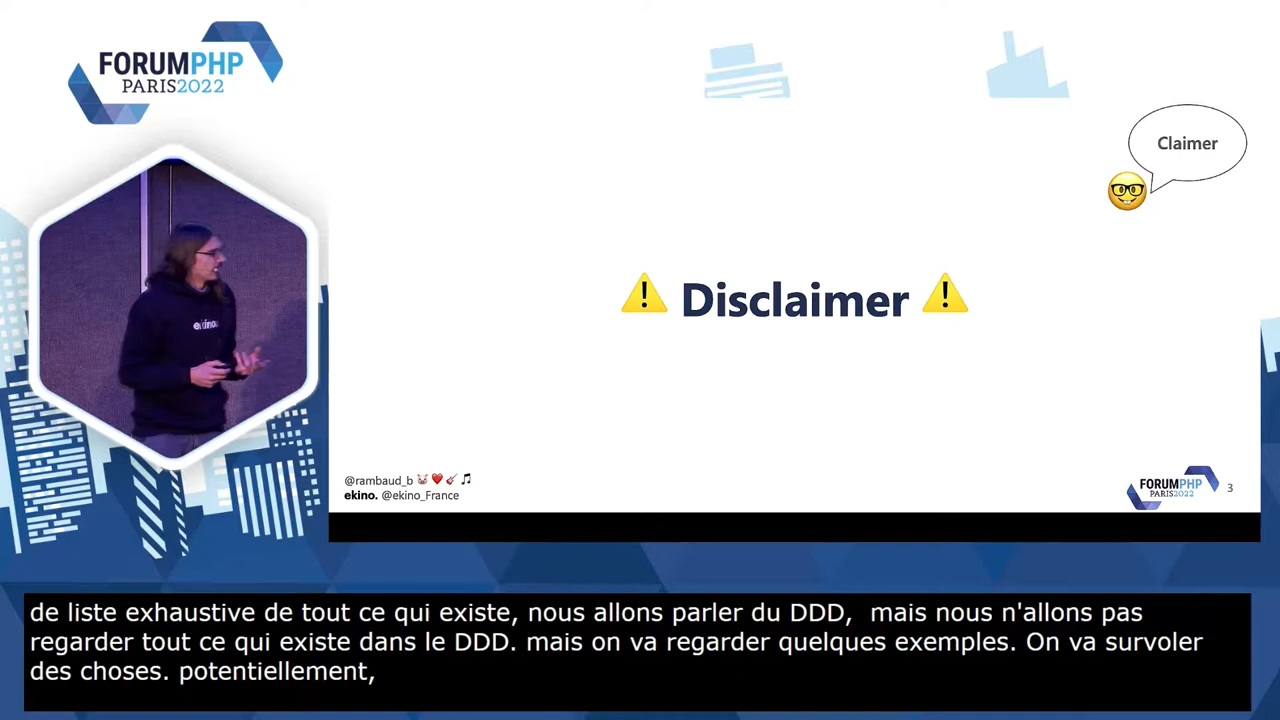 FORUMPHP
PARIS2022
Claimer
⚠️ Disclaimer ⚠️
@rambaud_b 🐷❤️🎸🎵
ekino. @ekino_France
FORUMPHP
PARIS2022
3
de liste exhaustive de tout ce qui existe, nous allons parler du DDD,  mais nous n'allons pas
regarder tout ce qui existe dans le DDD. mais on va regarder quelques exemples. On va survoler
des choses. potentiellement,